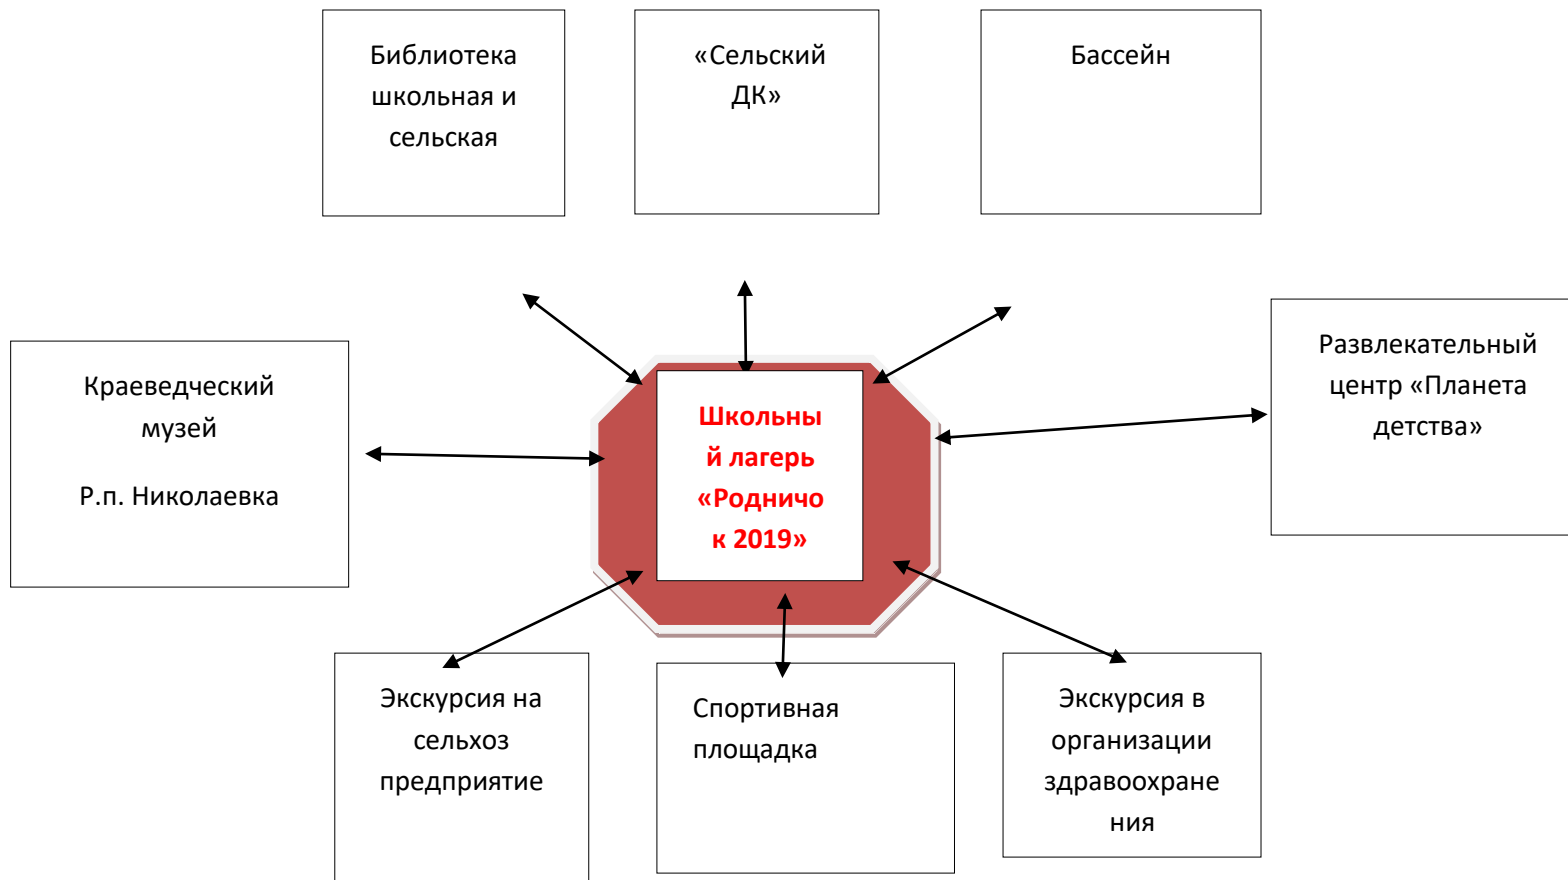 Библиотека
школьная и
сельская
«Сельский
ДК»
Бассейн
Краеведческий
музей
Р.п. Николаевка
Школьны
й лагерь
«Родничо
к 2019»
Развлекательный
центр «Планета
детства»
Экскурсия на
сельхоз
предприятие
Спортивная
площадка
Экскурсия в
организации
здравоохране
ния